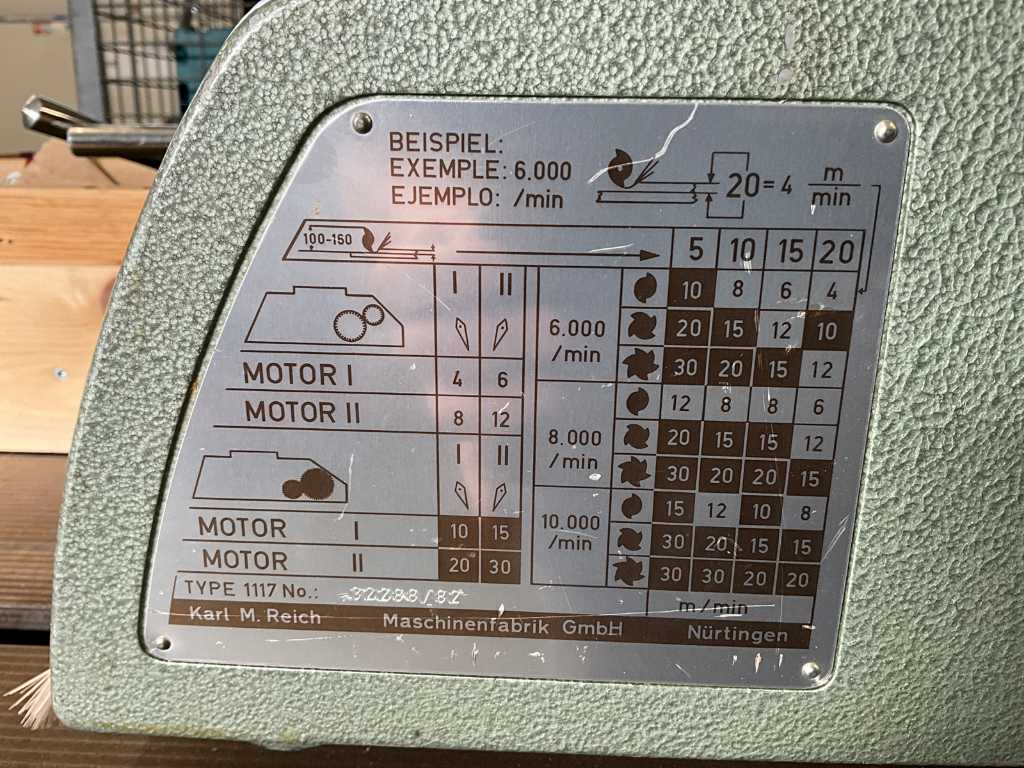 BEISPIEL:
EXEMPLE: 6.000
EJEMPLO: /min
20 = 4 m/min
100-150 5 10 15 20
I II
6.000 /min
10 8 6 4
20 15 12 10
30 20 15 12
MOTOR I 4 6
MOTOR II 8 12
8.000 /min
12 8 8 6
20 15 15 12
30 20 20 15
I II
10.000 /min
15 12 10 8
30 20 15 15
30 30 20 20
MOTOR I 10 15
MOTOR II 20 30
TYPE 1117 No.:
m/min
Karl M. Reich Maschinenfabrik GmbH Nürtingen